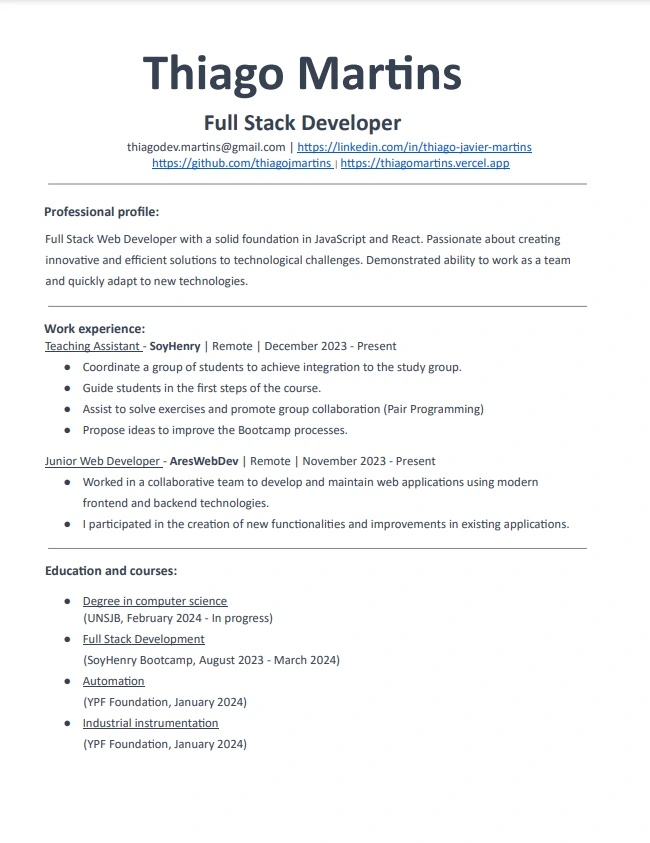 Thiago Martins
Full Stack Developer
thiagodev.martins@gmail.com | https://linkedin.com/in/thiago-javier-martins
https://github.com/thiagojmartins | https://thiagomartins.vercel.app
Professional profile:
Full Stack Web Developer with a solid foundation in JavaScript and React. Passionate about creating
innovative and efficient solutions to technological challenges. Demonstrated ability to work as a team
and quickly adapt to new technologies.
Work experience:
Teaching Assistant - SoyHenry | Remote | December 2023 - Present
● Coordinate a group of students to achieve integration to the study group.
● Guide students in the first steps of the course.
● Assist to solve exercises and promote group collaboration (Pair Programming)
● Propose ideas to improve the Bootcamp processes.
Junior Web Developer - AresWebDev | Remote | November 2023 - Present
● Worked in a collaborative team to develop and maintain web applications using modern
frontend and backend technologies.
● I participated in the creation of new functionalities and improvements in existing applications.
Education and courses:
● Degree in computer science
(UNSJB, February 2024 - In progress)
● Full Stack Development
(SoyHenry Bootcamp, August 2023 - March 2024)
● Automation
(YPF Foundation, January 2024)
● Industrial instrumentation
(YPF Foundation, January 2024)